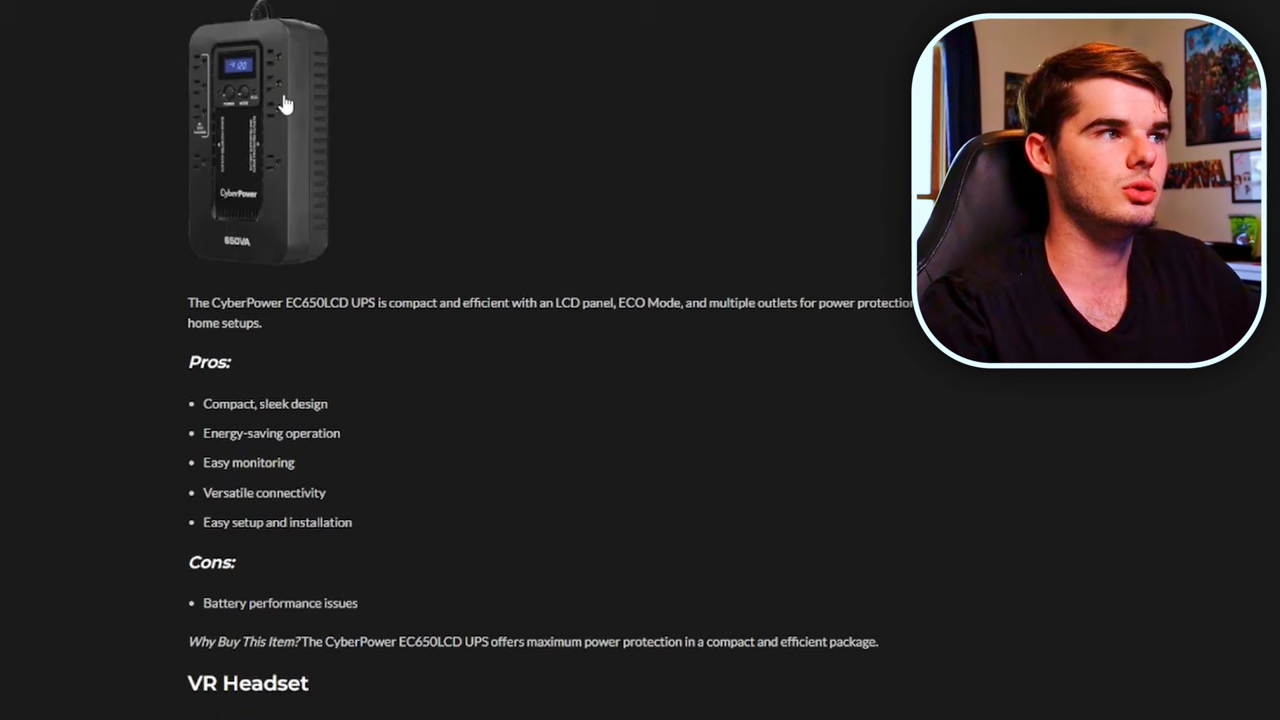 120
CyberPower
650VA
The CyberPower EC650LCD UPS is compact and efficient with an LCD panel, ECO Mode, and multiple outlets for power protection
home setups.
Pros:
• Compact, sleek design
• Energy-saving operation
• Easy monitoring
• Versatile connectivity
• Easy setup and installation
Cons:
• Battery performance issues
Why Buy This Item? The CyberPower EC650LCD UPS offers maximum power protection in a compact and efficient package.
VR Headset